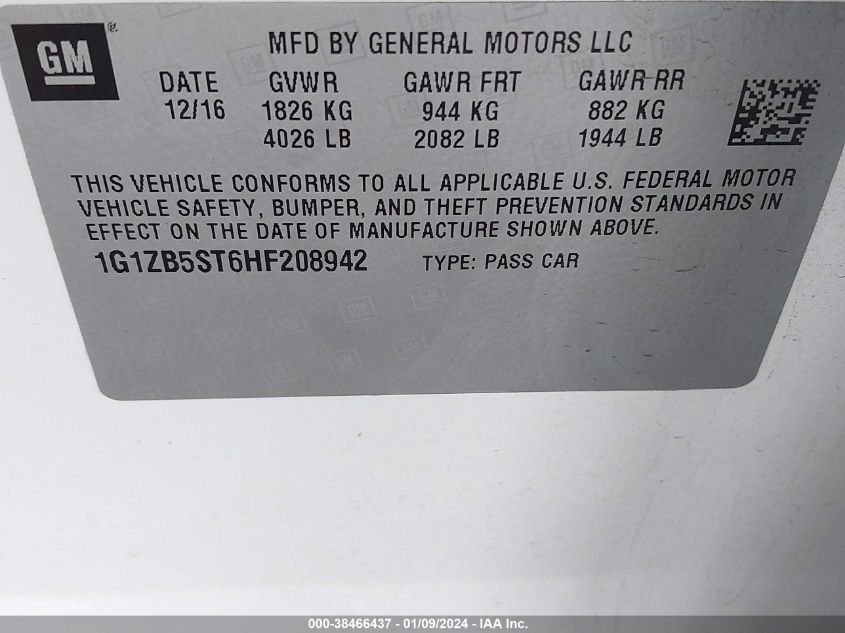 GM ®
MFD BY GENERAL MOTORS LLC
DATE GVWR GAWR FRT GAWR RR
12/16 1826 KG 944 KG 882 KG
4026 LB 2082 LB 1944 LB
THIS VEHICLE CONFORMS TO ALL APPLICABLE U.S. FEDERAL MOTOR
VEHICLE SAFETY, BUMPER, AND THEFT PREVENTION STANDARDS IN
EFFECT ON THE DATE OF MANUFACTURE SHOWN ABOVE.
1G1ZB5ST6HF208942 TYPE: PASS CAR
000-38466437 - 01/09/2024 - IAA Inc.